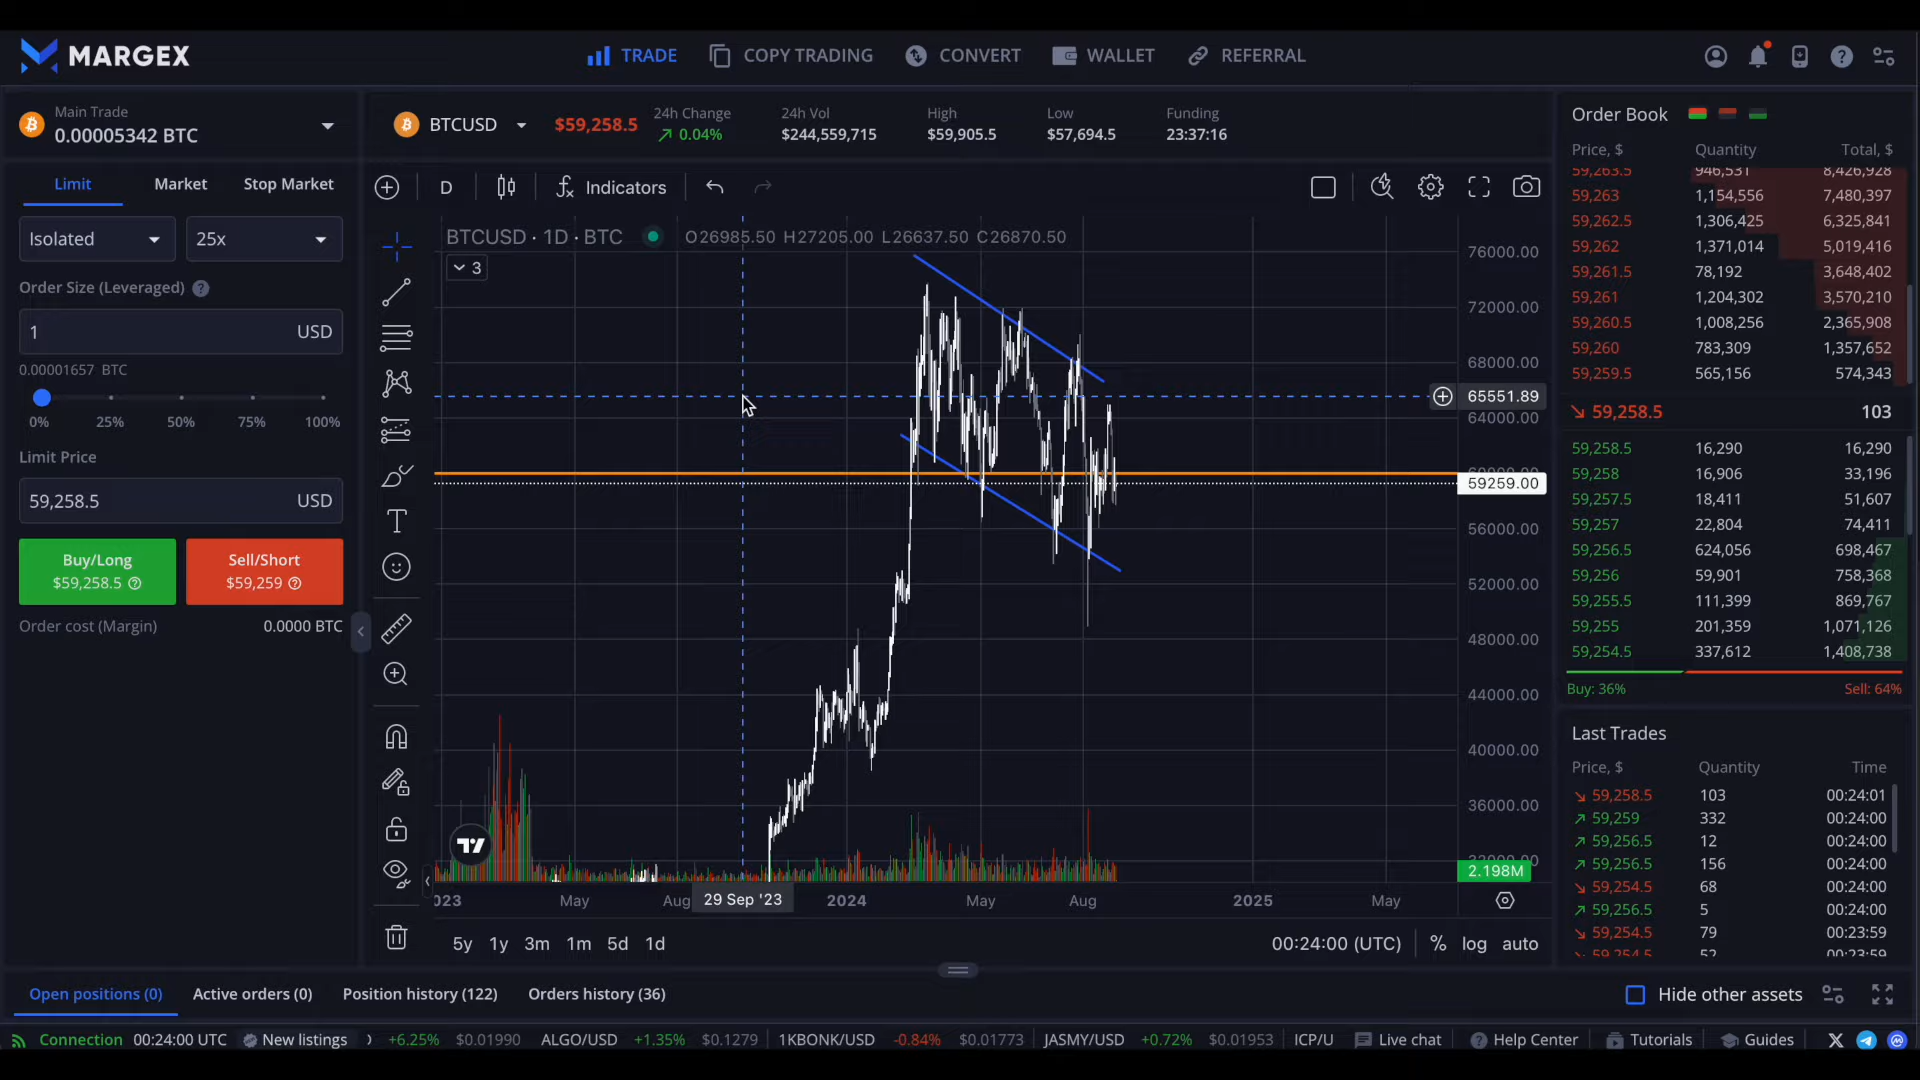 MARGEX
TRADE
COPY TRADING
CONVERT
WALLET
REFERRAL
Main Trade
0.00005342 BTC
BTCUSD
$59,258.5
24h Change
0.04%
24h Vol
$244,559,715
High
$59,905.5
Low
$57,694.5
Funding
23:37:16
Limit Market Stop Market
Isolated
25x
Order Size (Leveraged) ?
1 USD
0.00001657 BTC
0% 25% 50% 75% 100%
Limit Price
59,258.5 USD
Buy/Long
$59,258.5
Sell/Short
$59,259
Order cost (Margin) 0.0000 BTC
D
Indicators
BTCUSD · 1D · BTC
O26985.50 H27205.00 L26637.50 C26870.50
3
76000.00
72000.00
68000.00
65551.89
64000.00
59259.00
56000.00
52000.00
48000.00
44000.00
40000.00
36000.00
2.198M
023 May Aug 29 Sep '23 2024 May Aug 2025 May
5y 1y 3m 1m 5d 1d
00:24:00 (UTC) % log auto
Order Book
Price, $ Quantity Total, $
59,263.5 946,531 8,426,928
59,263 1,154,556 7,480,397
59,262.5 1,306,425 6,325,841
59,262 1,371,014 5,019,416
59,261.5 78,192 3,648,402
59,261 1,204,302 3,570,210
59,260.5 1,008,256 2,365,908
59,260 783,309 1,357,652
59,259.5 565,156 574,343
59,258.5 103
59,258.5 16,290 16,290
59,258 16,906 33,196
59,257.5 18,411 51,607
59,257 22,804 74,411
59,256.5 624,056 698,467
59,256 59,901 758,368
59,255.5 111,399 869,767
59,255 201,359 1,071,126
59,254.5 337,612 1,408,738
Buy: 36% Sell: 64%
Last Trades
Price, $ Quantity Time
59,258.5 103 00:24:01
59,259 332 00:24:00
59,256.5 12 00:24:00
59,256.5 156 00:24:00
59,254.5 68 00:24:00
59,256.5 5 00:24:00
59,254.5 79 00:23:59
59,254.5 52 00:23:59
Open positions (0) Active orders (0) Position history (122) Orders history (36)
Hide other assets
Connection 00:24:00 UTC New listings +6.25% $0.01990 ALGO/USD +1.35% $0.1279 1KBONK/USD -0.84% $0.01773 JASMY/USD +0.72% $0.01953 ICP/U Live chat Help Center Tutorials Guides